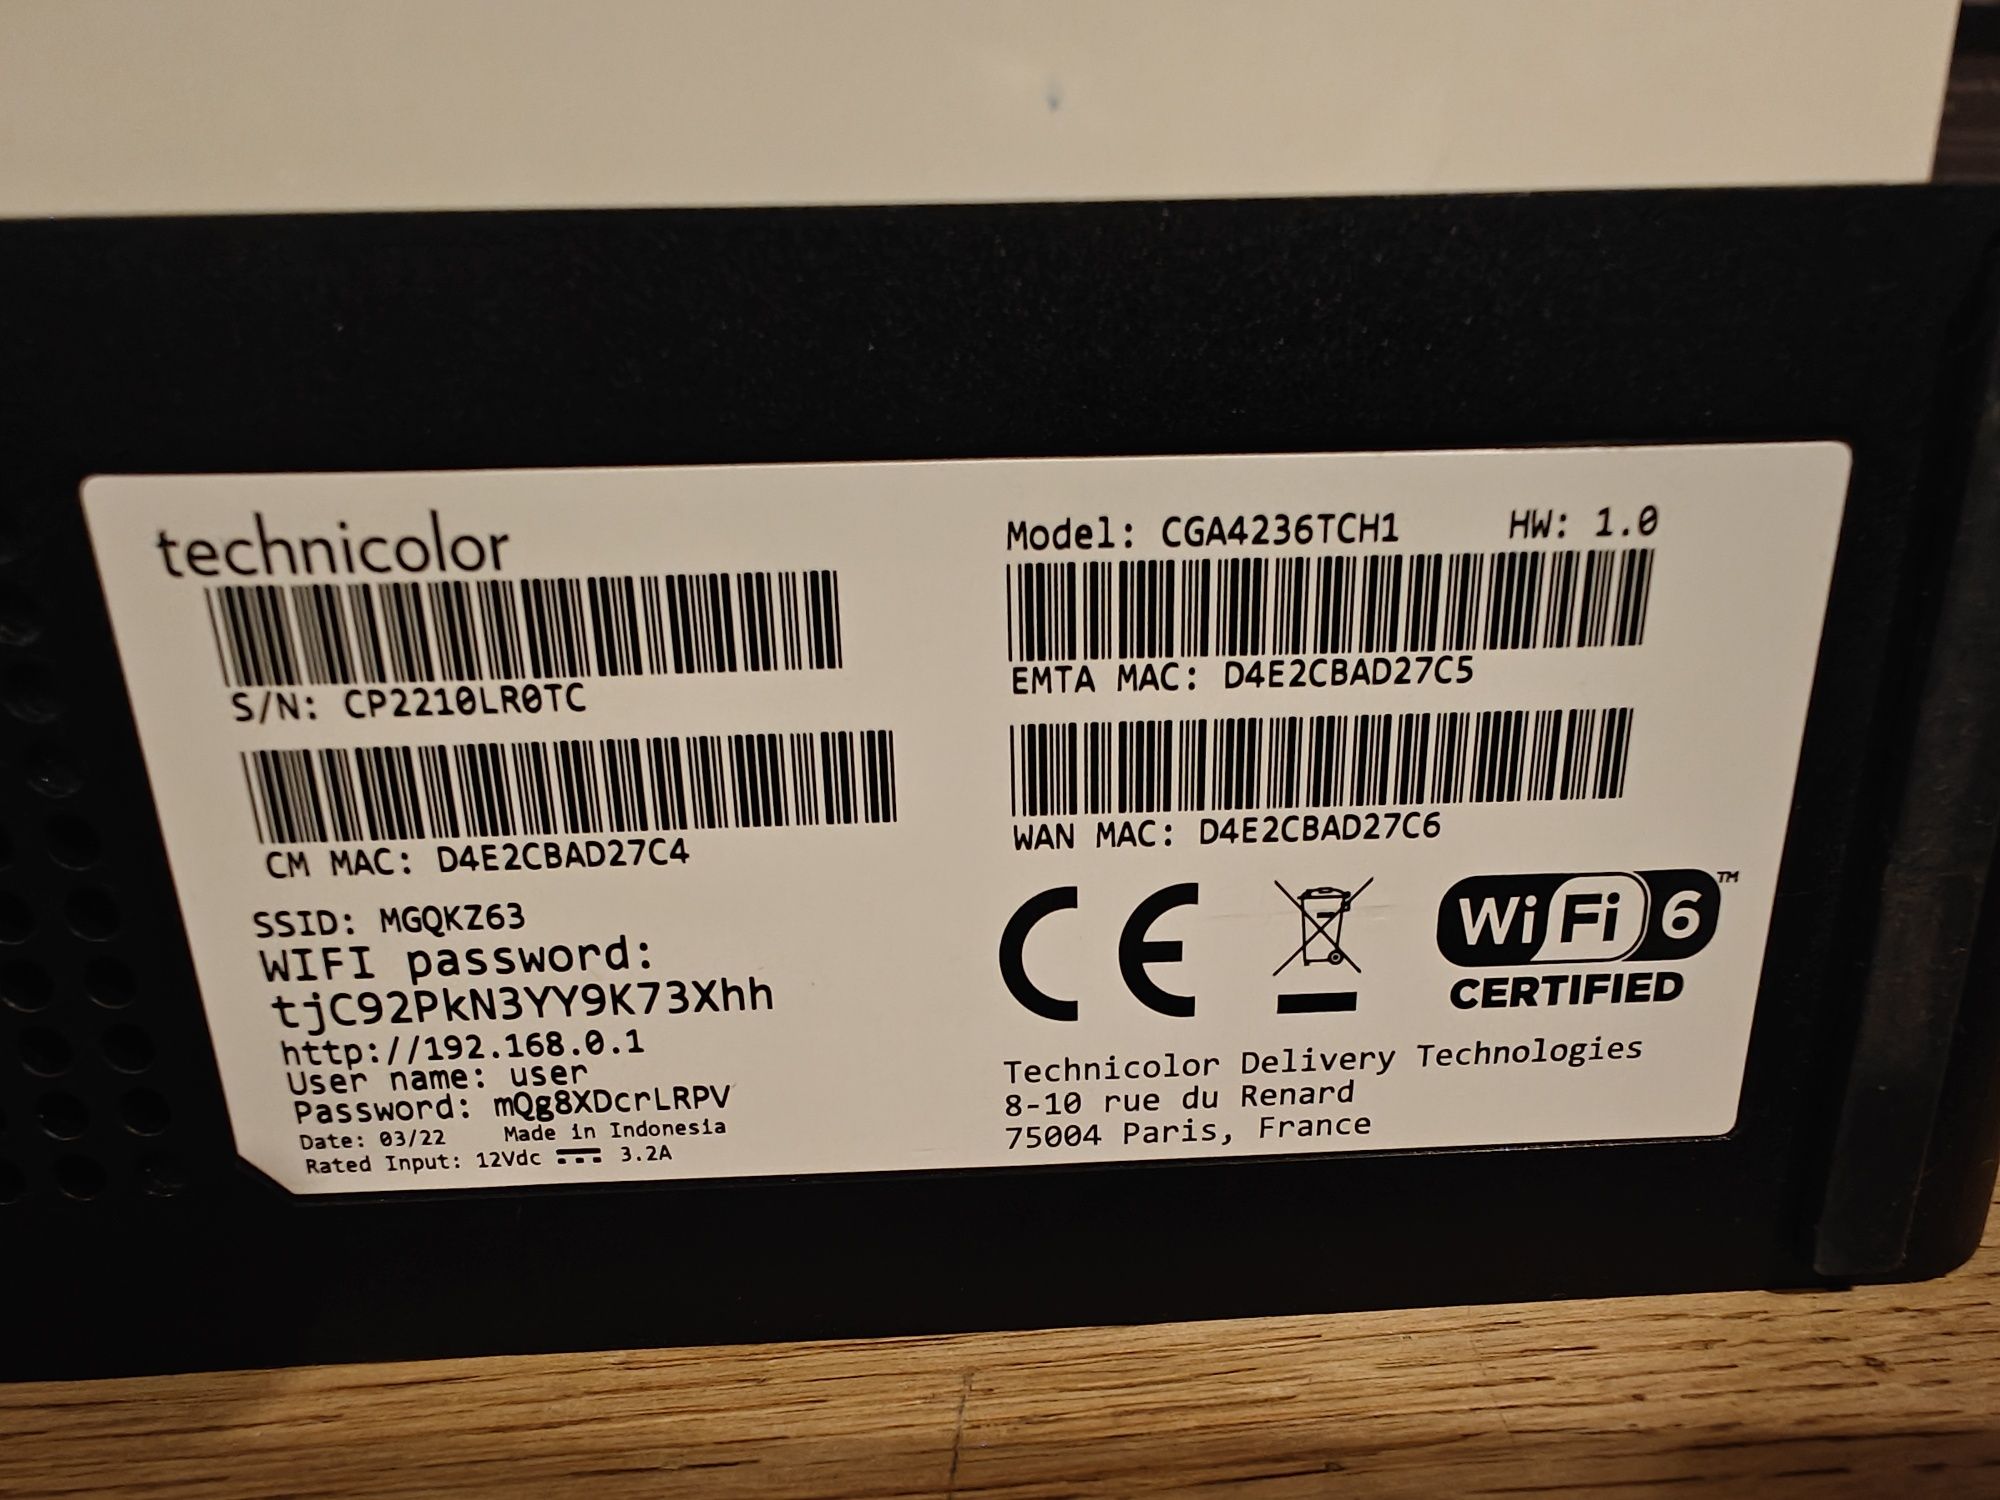 technicolor
S/N: CP2210LR0TC
CM MAC: D4E2CBAD27C4
SSID: MGQKZ63
WIFI password:
tjC92PkN3YY9K73Xhh
http://192.168.0.1
User name: user
Password: mQg8XDcrLRPV
Date: 03/22 Made in Indonesia
Rated Input: 12Vdc 3.2A
Model: CGA4236TCH1 HW: 1.0
EMTA MAC: D4E2CBAD27C5
WAN MAC: D4E2CBAD27C6
CE
WiFi 6™
CERTIFIED
Technicolor Delivery Technologies
8-10 rue du Renard
75004 Paris, France